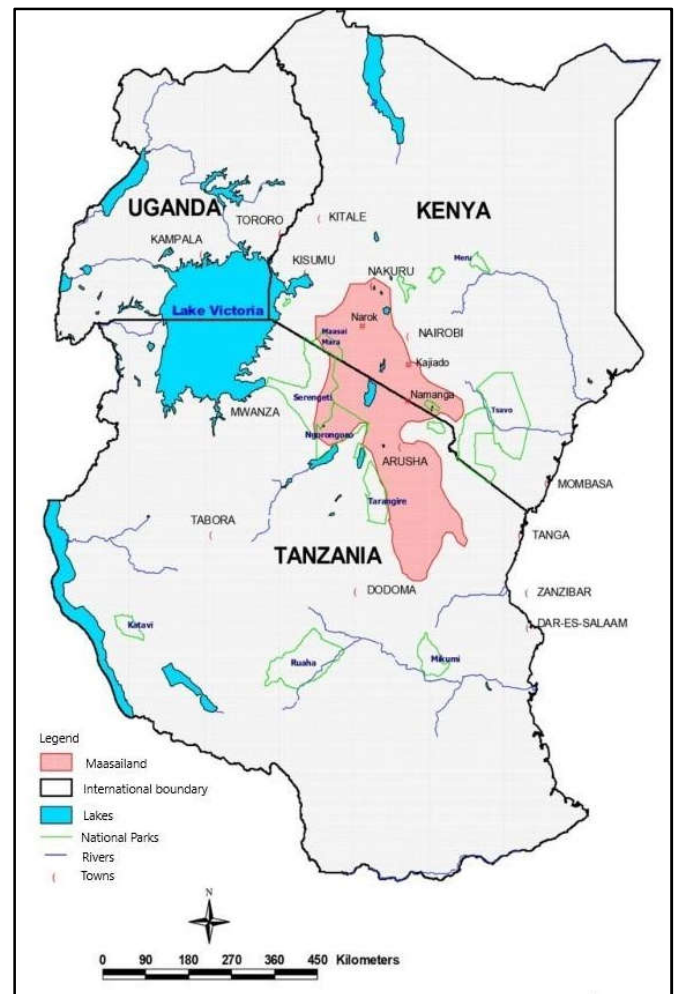 UGANDA
KENYA
TORORO
KITALE
KAMPALA
KISUMU
Meru
NAKURU
Lake Victoria
Narok
Maasai
Mara
NAIROBI
Kajiado
Serengeti
Namanga
MWANZA
Tsavo
Ngorongoro
ARUSHA
MOMBASA
Tarangire
TABORA
TANGA
TANZANIA
DODOMA
ZANZIBAR
Katavi
DAR-ES-SALAAM
Ruaha
Mikumi
Legend
Maasailand
International boundary
Lakes
National Parks
Rivers
Towns
N
0 90 180 270 360 450 Kilometers